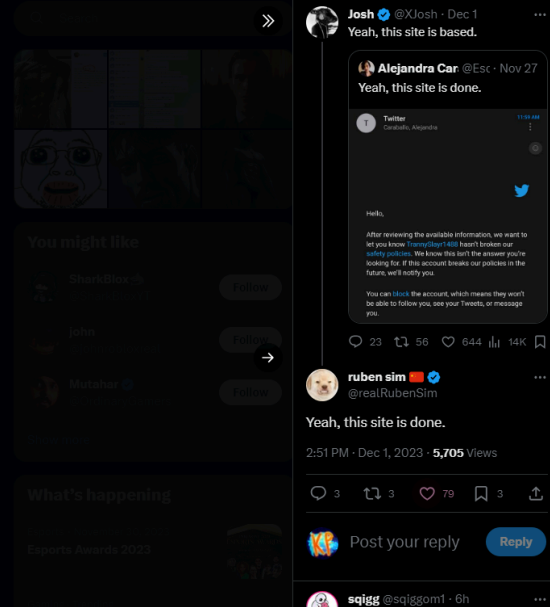 Josh @XJosh · Dec 1
Yeah, this site is based.
Alejandra Car @Esc · Nov 27
Yeah, this site is done.
T
Twitter
Caraballo, Alejandra
11:59 AM
Hello,
After reviewing the available information, we want to
let you know TrannySlayr1488 hasn't broken our
safety policies. We know this isn't the answer you're
looking for. If this account breaks our policies in the
future, we'll notify you.
You can block the account, which means they won't
be able to follow you, see your Tweets, or message
you.
23 56 644 14K
ruben sim
@realRubenSim
Yeah, this site is done.
2:51 PM · Dec 1, 2023 · 5,705 Views
3 3 79 3
Post your reply
Reply
sqigg @sqiggom1 · 6h
You might like
SharkBlox
Follow
john
Follow
Mutahar
Follow
What's happening
Esports Awards 2023